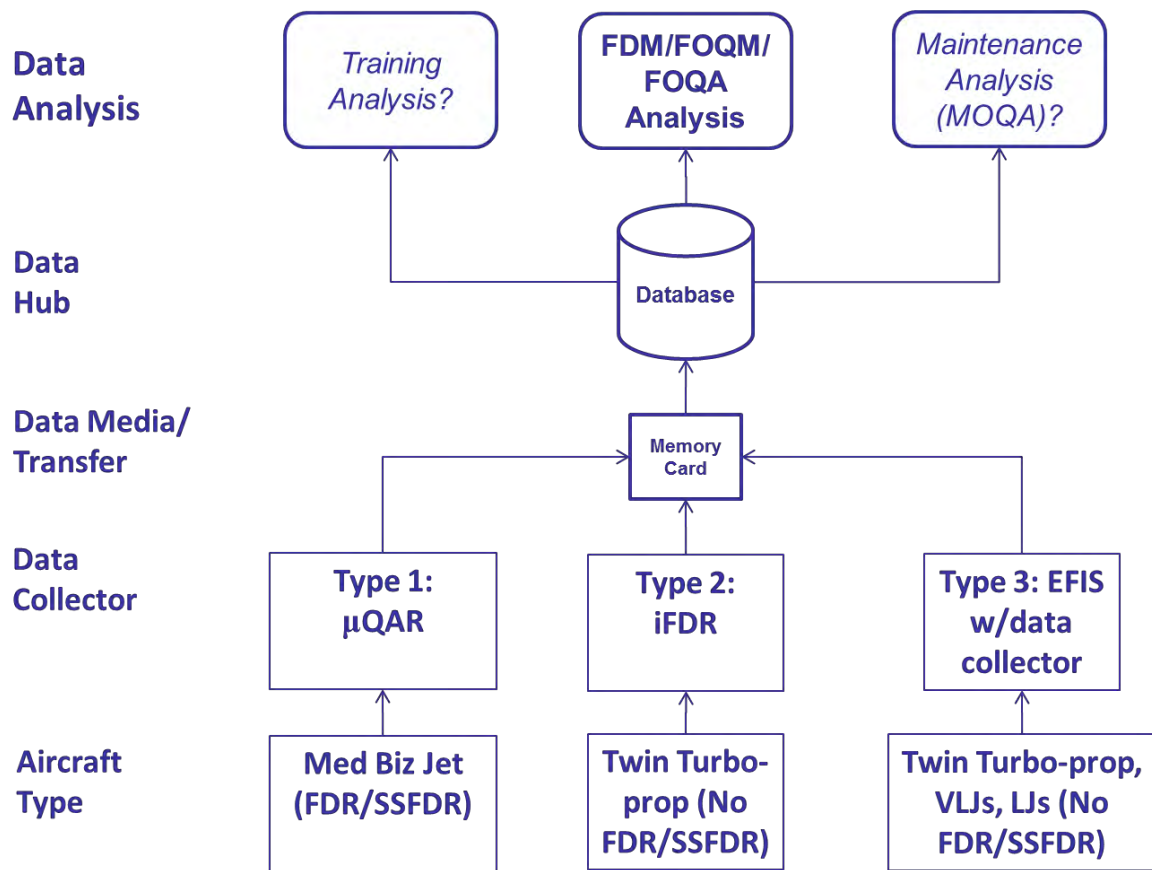 Data
Analysis
Training
Analysis?
FDM/FOQM/
FOQA
Analysis
Maintenance
Analysis
(MOQA)?
Data
Hub
Database
Data Media/
Transfer
Memory
Card
Data
Collector
Type 1:
µQAR
Type 2:
iFDR
Type 3: EFIS
w/data
collector
Aircraft
Type
Med Biz Jet
(FDR/SSFDR)
Twin Turbo-
prop (No
FDR/SSFDR)
Twin Turbo-prop,
VLJs, LJs (No
FDR/SSFDR)